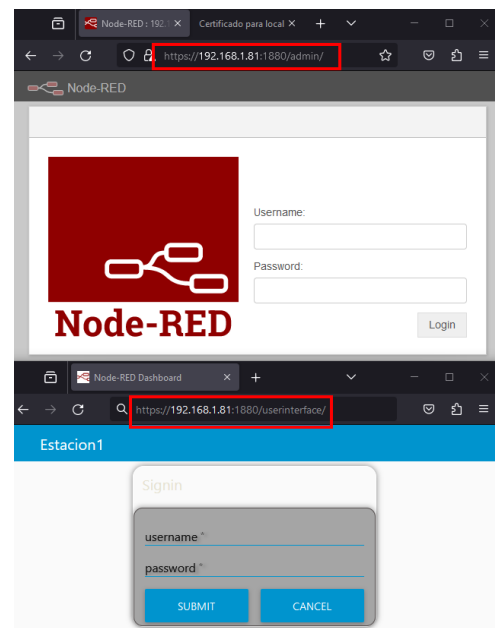 Node-RED : 192.1
Certificado para local
https://192.168.1.81:1880/admin/
Node-RED
Username:
Password:
Node-RED
Login
Node-RED Dashboard
https://192.168.1.81:1880/userinterface/
Estacion1
Signin
username *
password *
SUBMIT CANCEL